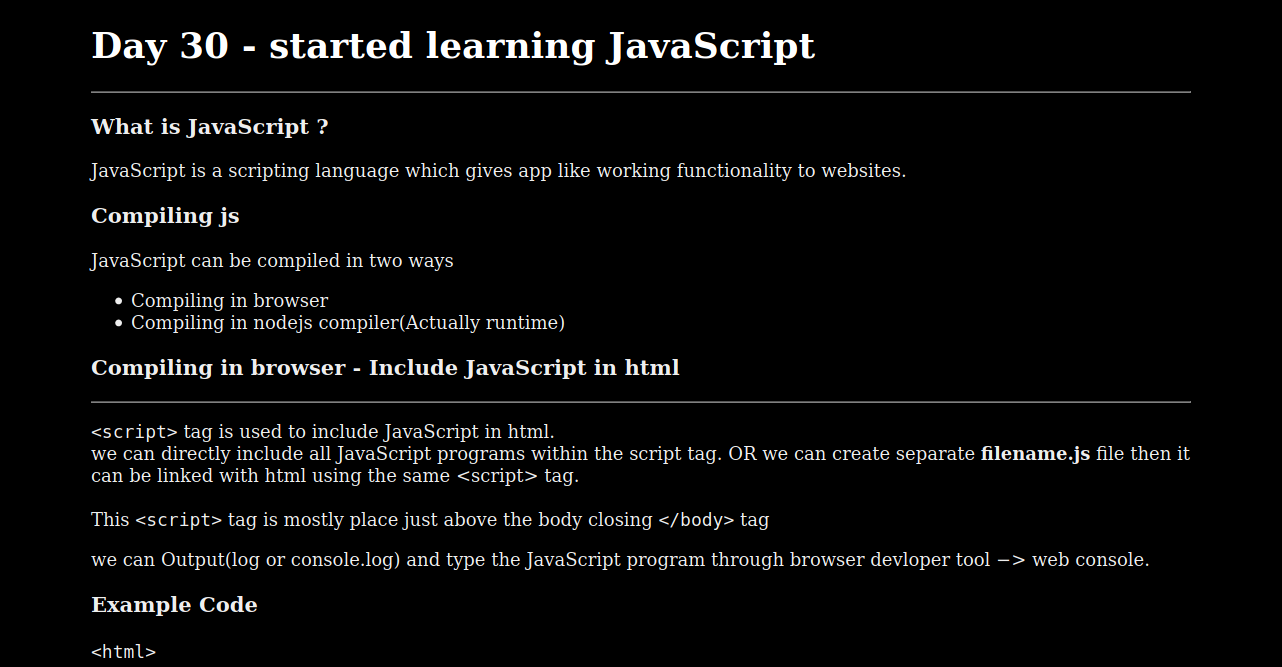 Day 30 - started learning JavaScript
What is JavaScript ?
JavaScript is a scripting language which gives app like working functionality to websites.
Compiling js
JavaScript can be compiled in two ways
• Compiling in browser
• Compiling in nodejs compiler(Actually runtime)
Compiling in browser - Include JavaScript in html
<script> tag is used to include JavaScript in html.
we can directly include all JavaScript programs within the script tag. OR we can create separate filename.js file then it
can be linked with html using the same <script> tag.
This <script> tag is mostly place just above the body closing </body> tag
we can Output(log or console.log) and type the JavaScript program through browser devloper tool −> web console.
Example Code
<html>